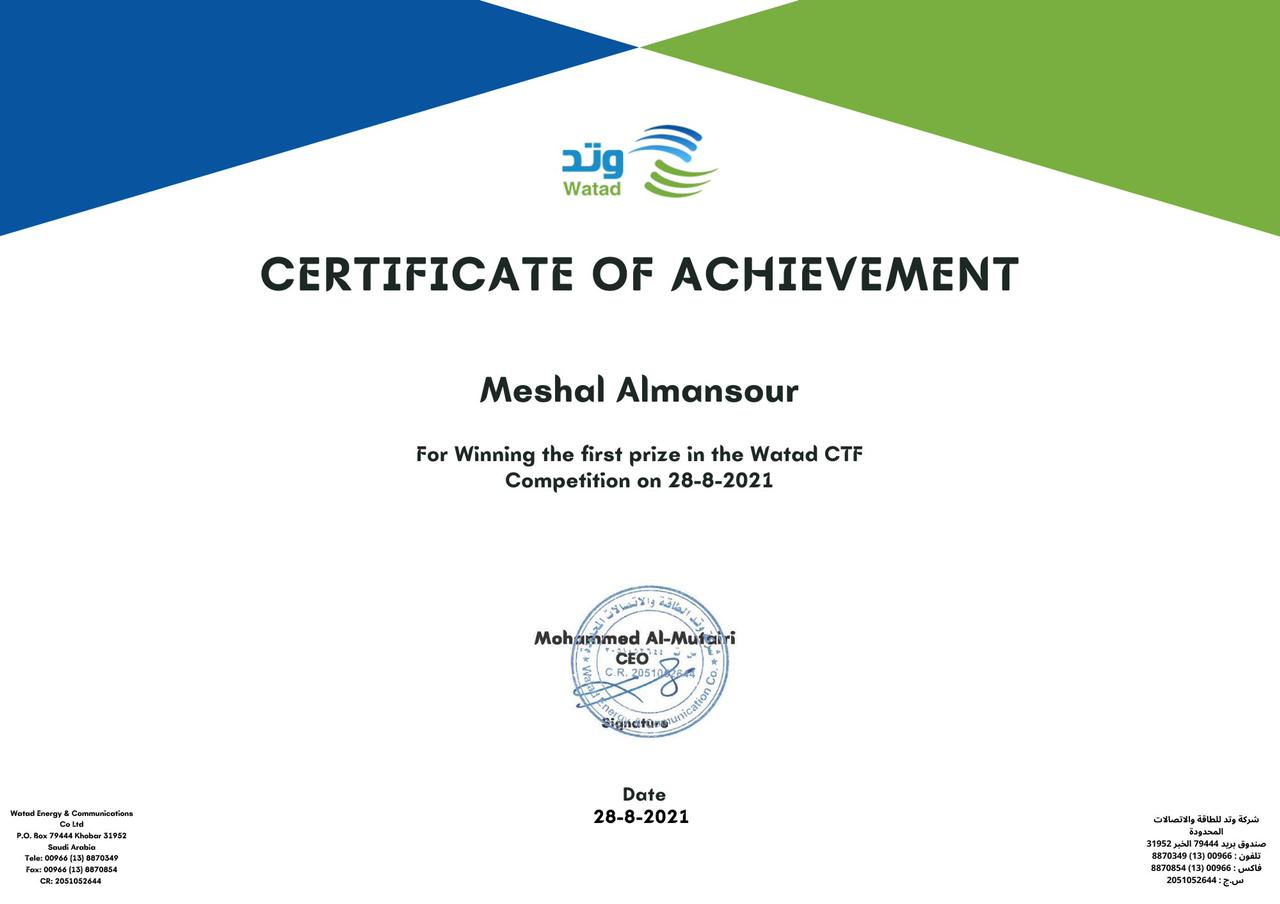 وتد
Watad
CERTIFICATE OF ACHIEVEMENT
Meshal Almansour
For Winning the first prize in the Watad CTF
Competition on 28-8-2021
شركة وتد الطاقة والاتصالات المحدودة
Mohammed Al-Mutairi
CEO
C.R. 2051052644
Watad Energy & Communication Co.
Signature
Date
28-8-2021
Watad Energy & Communications
Co Ltd
P.O. Box 79444 Khobar 31952
Saudi Arabia
Tele: 00966 (13) 8870349
Fax: 00966 (13) 8870854
CR: 2051052644
شركة وتد للطاقة والاتصالات
المحدودة
صندوق بريد 79444 الخبر 31952
تلفون : 00966 (13) 8870349
فاكس : 00966 (13) 8870854
س.ج : 2051052644